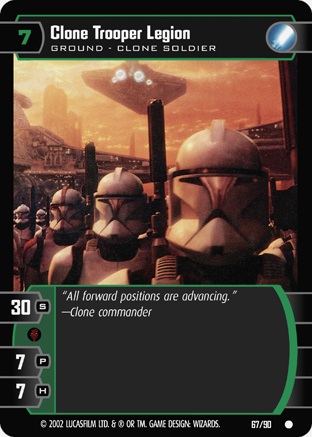 7 Clone Trooper Legion
GROUND - CLONE SOLDIER
30 S
7 P
7 H
“All forward positions are advancing.”
—Clone commander
© 2002 LUCASFILM LTD. & ® OR TM. GAME DESIGN: WIZARDS. 67/90